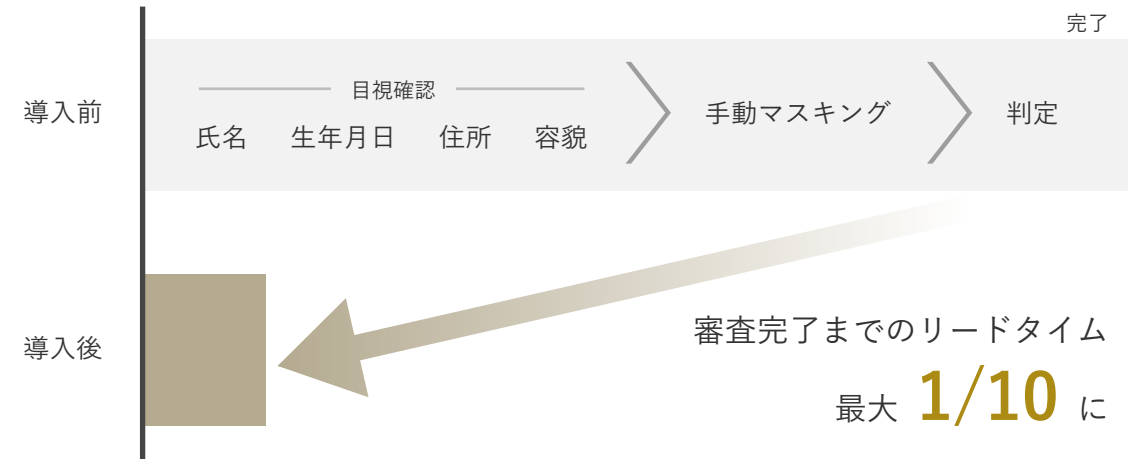 完了
導入前
目視確認
氏名 生年月日 住所 容貌
手動マスキング
判定
導入後
審査完了までのリードタイム
最大 1/10 に